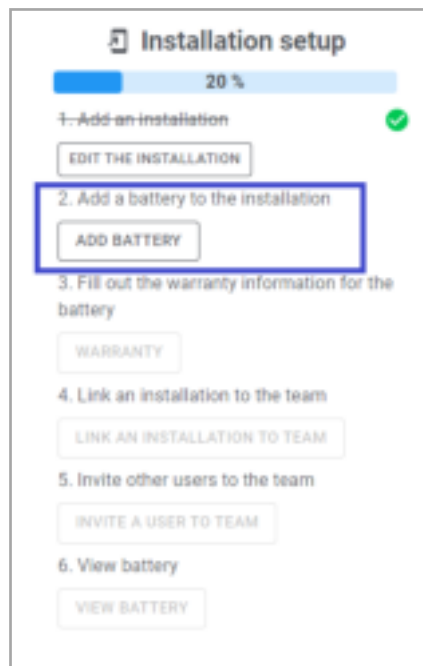 Installation setup
20 %
1. Add an installation
EDIT THE INSTALLATION
2. Add a battery to the installation
ADD BATTERY
3. Fill out the warranty information for the
battery
WARRANTY
4. Link an installation to the team
LINK AN INSTALLATION TO TEAM
5. Invite other users to the team
INVITE A USER TO TEAM
6. View battery
VIEW BATTERY